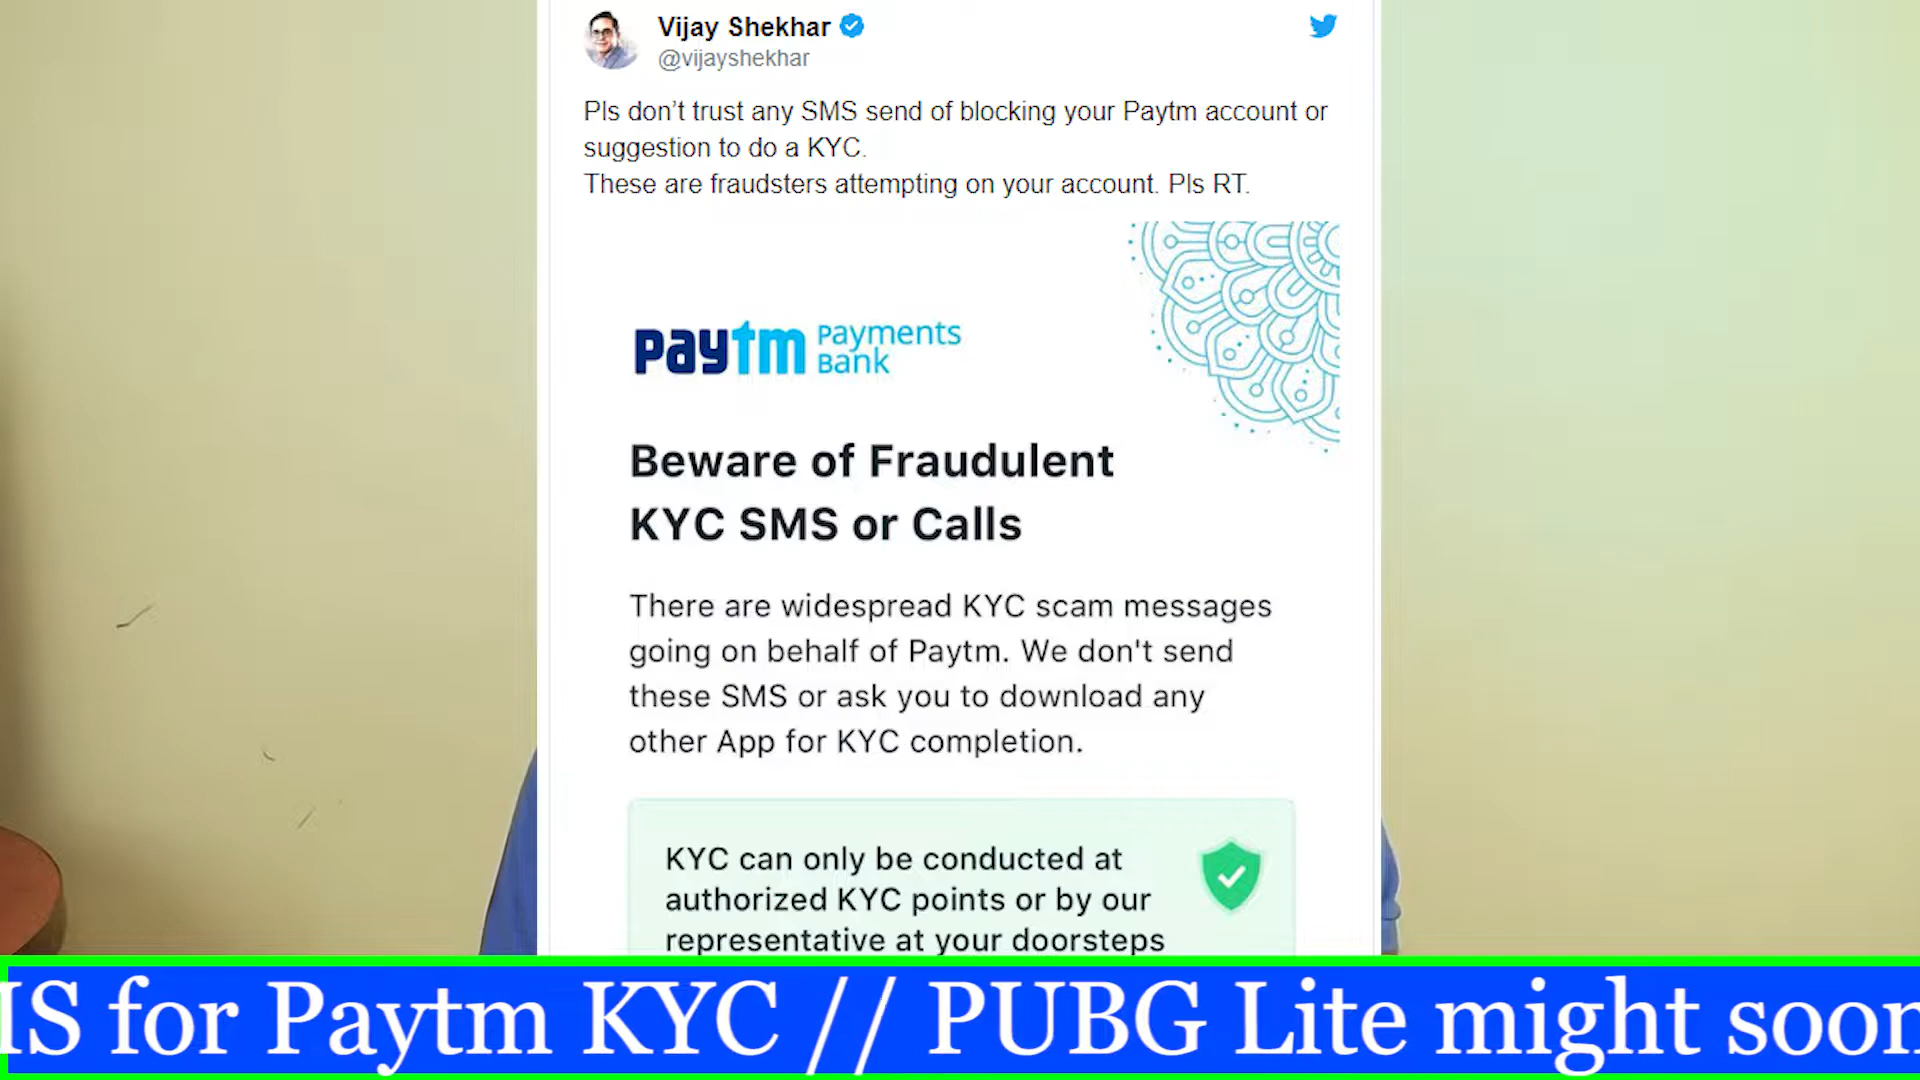 Vijay Shekhar
@vijayshekhar
Pls don’t trust any SMS send of blocking your Paytm account or
suggestion to do a KYC.
These are fraudsters attempting on your account. Pls RT.
paytm Payments
Bank
Beware of Fraudulent
KYC SMS or Calls
There are widespread KYC scam messages
going on behalf of Paytm. We don't send
these SMS or ask you to download any
other App for KYC completion.
KYC can only be conducted at
authorized KYC points or by our
representative at your doorsteps
for Paytm KYC // PUBG Lite might soon